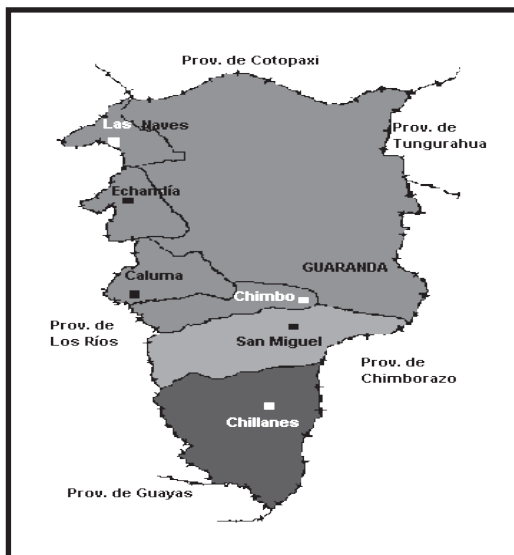 Prov. de Cotopaxi
Las Naves
Prov. de
Tungurahua
Echandía
GUARANDA
Caluma
Chimbo
Prov. de
Los Ríos
San Miguel
Prov. de
Chimborazo
Chillanes
Prov. de Guayas